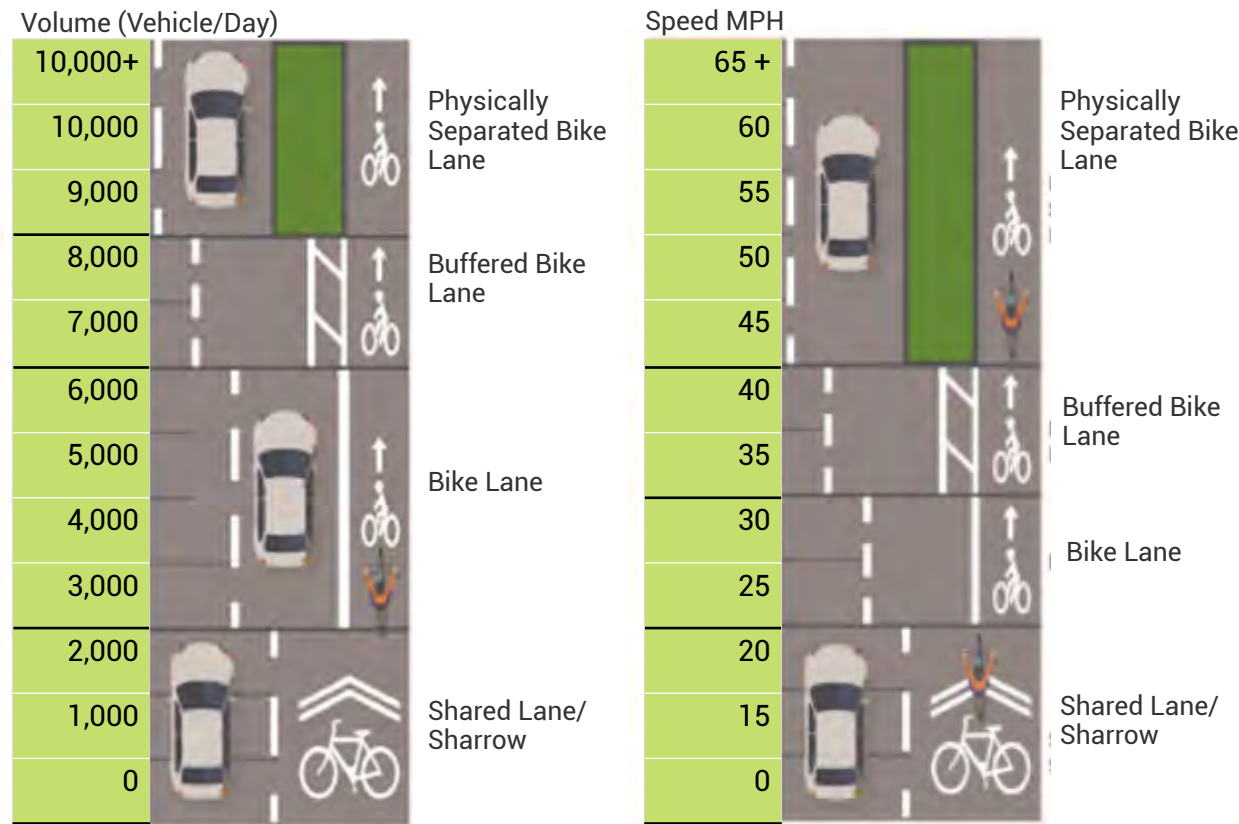 Volume (Vehicle/Day)
10,000+
10,000
9,000
Physically
Separated Bike
Lane
8,000
7,000
Buffered Bike
Lane
6,000
5,000
4,000
3,000
Bike Lane
2,000
1,000
0
Shared Lane/
Sharrow
Speed MPH
65 +
60
55
50
45
Physically
Separated Bike
Lane
40
35
Buffered Bike
Lane
30
25
Bike Lane
20
15
0
Shared Lane/
Sharrow